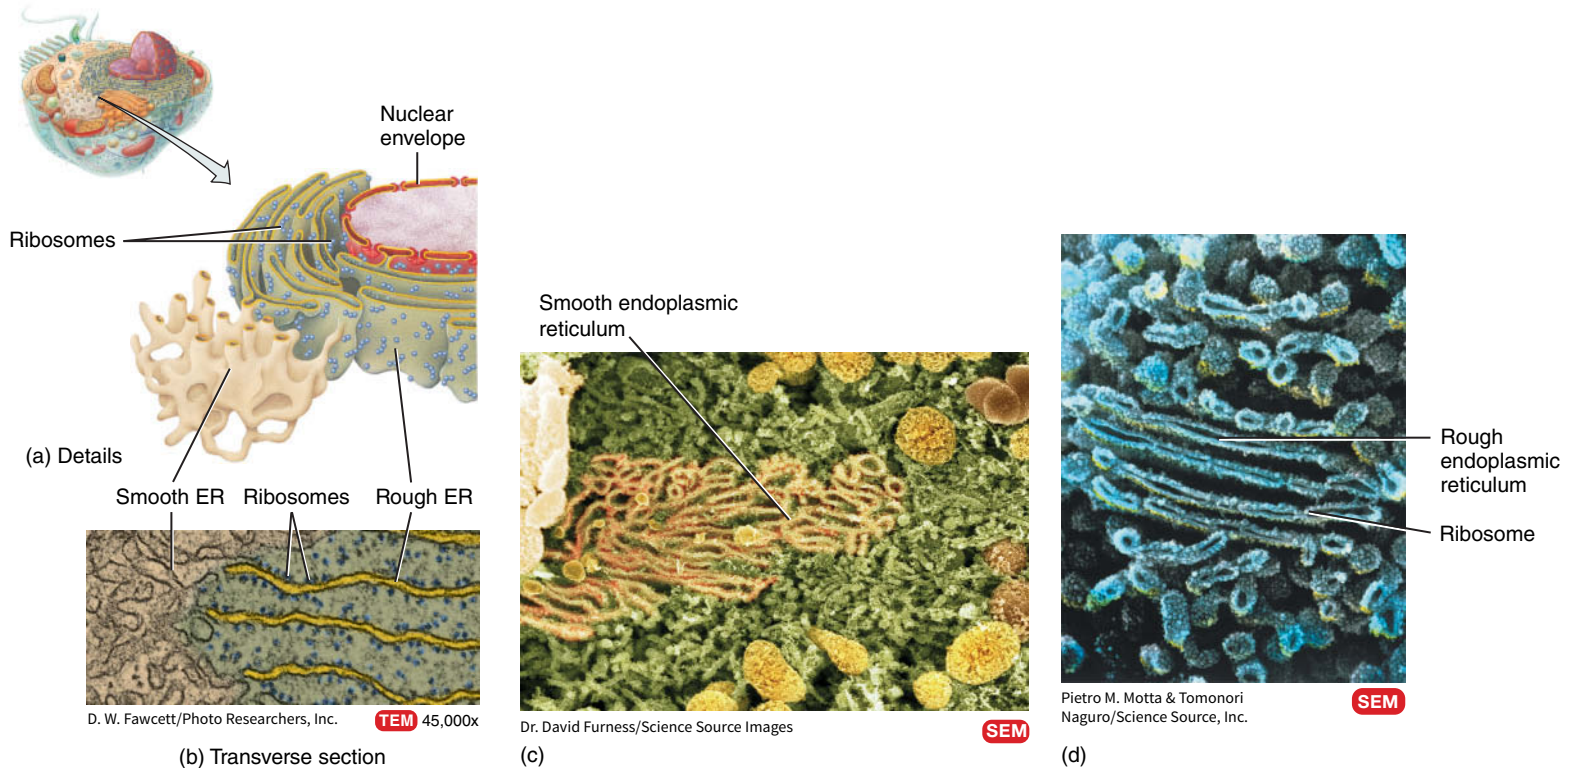 Nuclear
envelope
Ribosomes
(a) Details
Smooth ER
Ribosomes
Rough ER
D. W. Fawcett/Photo Researchers, Inc.
TEM 45,000x
(b) Transverse section
Smooth endoplasmic
reticulum
Dr. David Furness/Science Source Images
SEM
(c)
Rough
endoplasmic
reticulum
Ribosome
Pietro M. Motta & Tomonori
Naguro/Science Source, Inc.
SEM
(d)